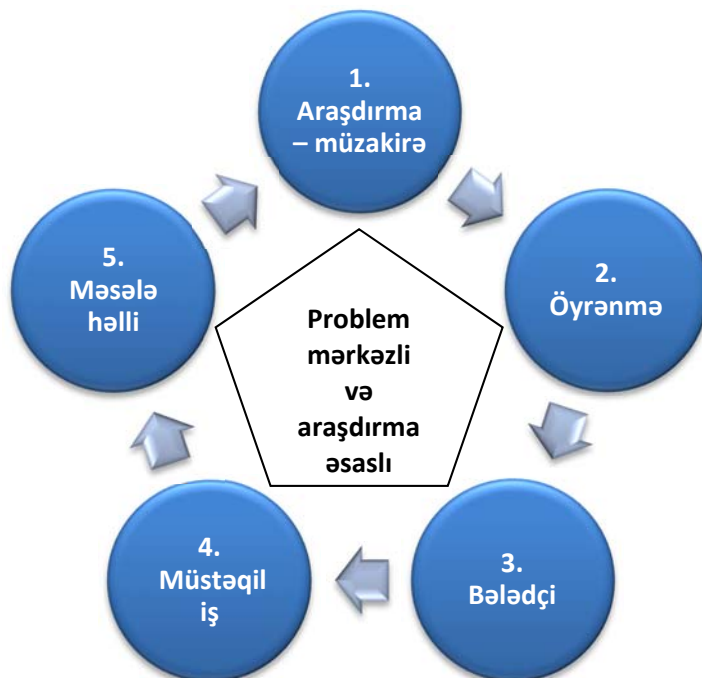 1.
Araşdırma
– müzakirə
2.
Öyrənmə
3.
Bələdçi
4.
Müstəqil
iş
5.
Məsələ
həlli
Problem
mərkəzli
və
araşdırma
əsaslı